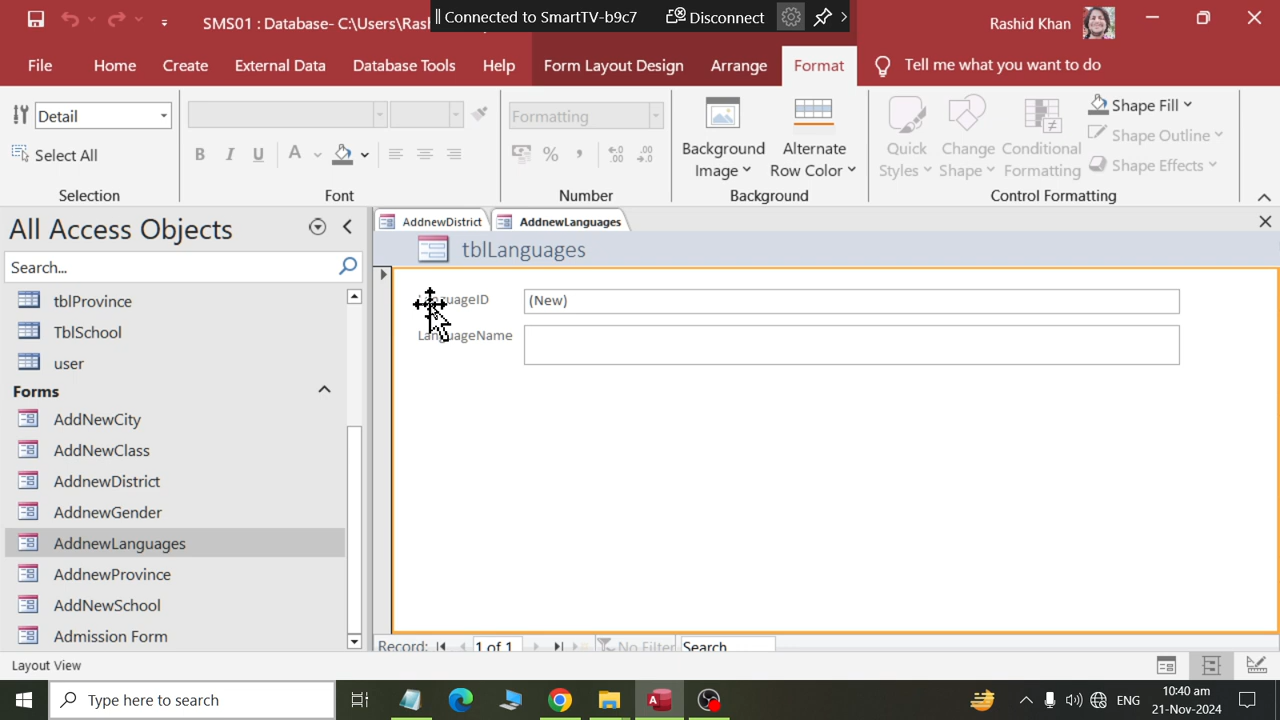 SMS01 : Database- C:\Users\Ras
Connected to SmartTV-b9c7
Disconnect
Rashid Khan
File
Home
Create
External Data
Database Tools
Help
Form Layout Design
Arrange
Format
Tell me what you want to do
Detail
Select All
Selection
B I U A
Font
Formatting
% ,
Number
Background Image
Alternate Row Color
Background
Quick Styles
Change Shape
Conditional Formatting
Shape Fill
Shape Outline
Shape Effects
Control Formatting
All Access Objects
Search...
tblProvince
TblSchool
user
Forms
AddNewCity
AddNewClass
AddnewDistrict
AddnewGender
AddnewLanguages
AddnewProvince
AddNewSchool
Admission Form
AddnewDistrict
AddnewLanguages
tblLanguages
LanguageID
(New)
LanguageName
Record:
1 of 1
No Filter
Search
Layout View
Type here to search
ENG
10:40 am
21-Nov-2024